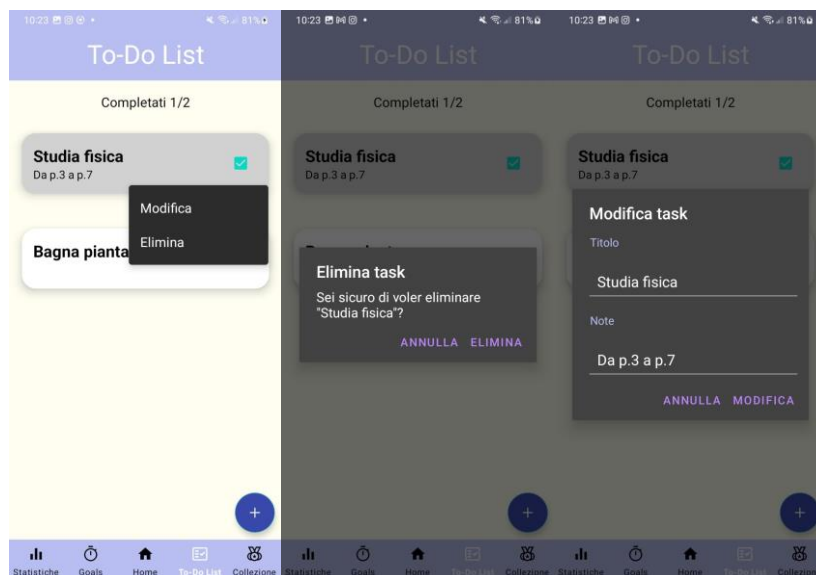 10:23
81%
To-Do List
Completati 1/2
Studia fisica
Da p.3 a p.7
Modifica
Elimina
Bagna pianta
+
Statistiche Goals Home To-Do List Collezione
10:23
81%
To-Do List
Completati 1/2
Studia fisica
Da p.3 a p.7
Elimina task
Sei sicuro di voler eliminare
"Studia fisica"?
ANNULLA ELIMINA
+
Statistiche Goals Home To-Do List Collezione
10:23
81%
To-Do List
Completati 1/2
Studia fisica
Da p.3 a p.7
Modifica task
Titolo
Studia fisica
Note
Da p.3 a p.7
ANNULLA MODIFICA
+
Statistiche Goals Home To-Do List Collezione